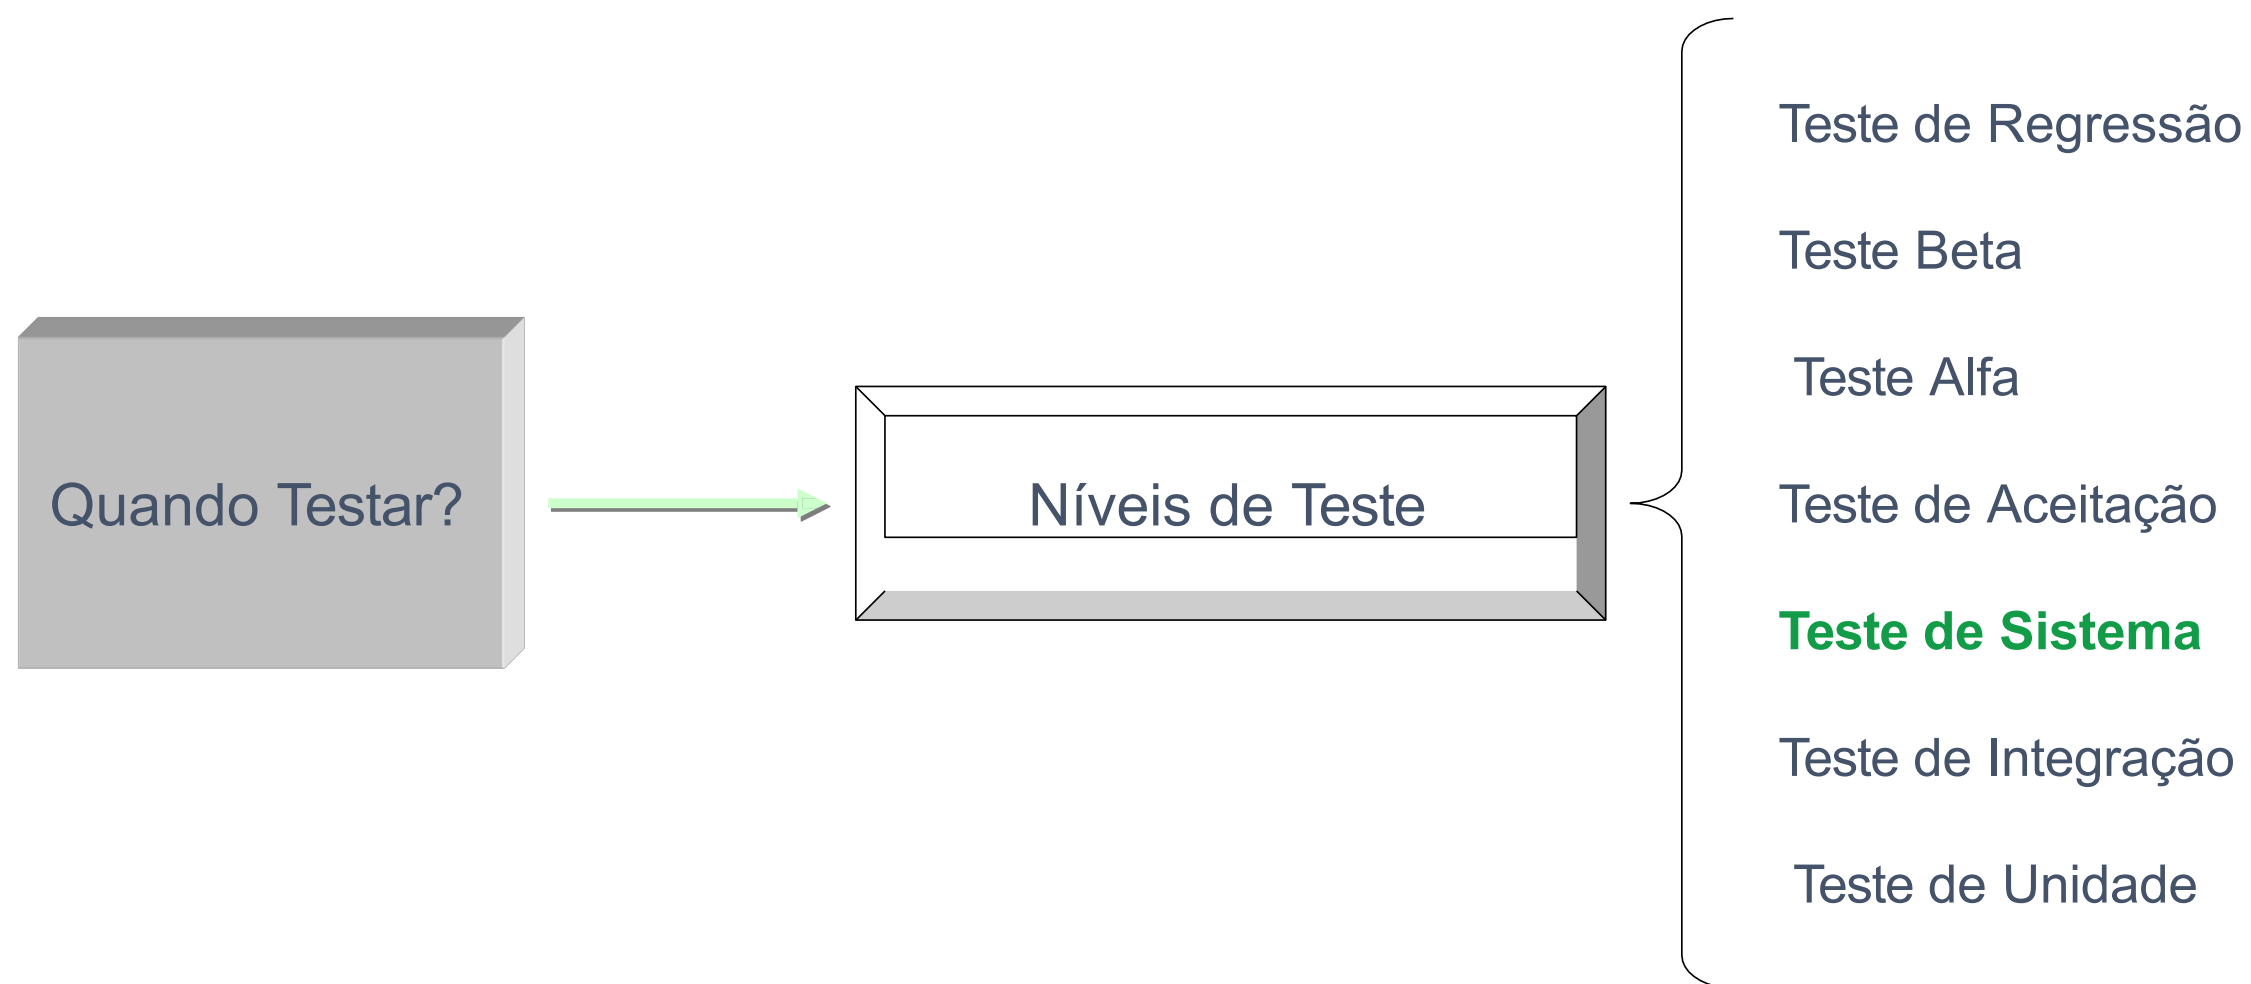 Quando Testar?
Níveis de Teste
Teste de Regressão
Teste Beta
Teste Alfa
Teste de Aceitação
Teste de Sistema
Teste de Integração
Teste de Unidade